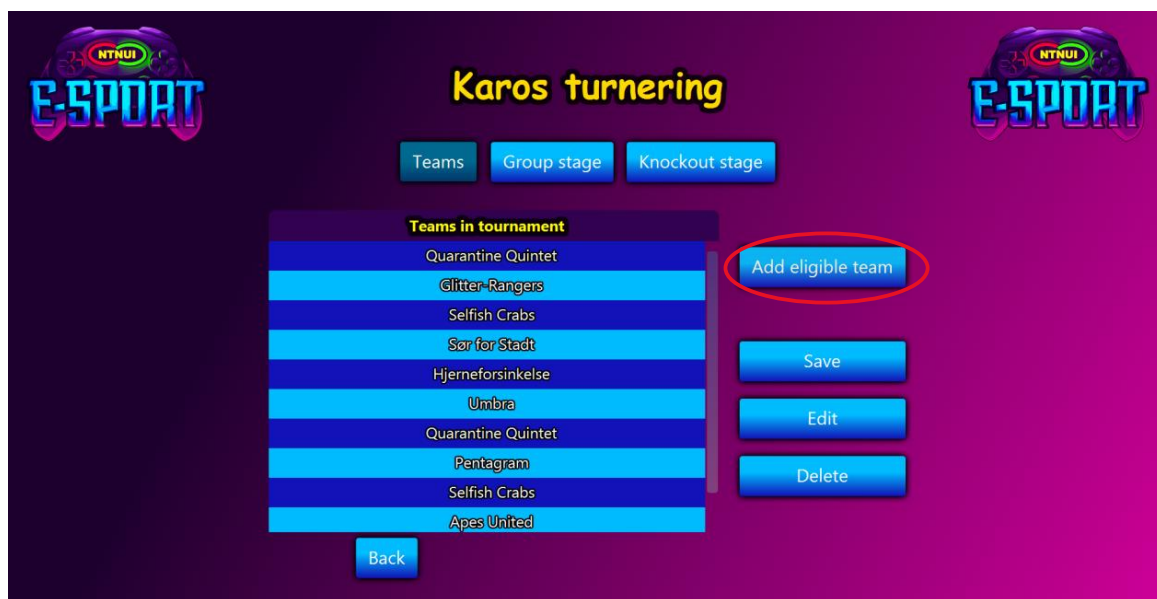 NTNUI
E-SPORT
Karos turnering
NTNUI
E-SPORT
Teams
Group stage
Knockout stage
Teams in tournament
Quarantine Quintet
Glitter-Rangers
Selfish Crabs
Sør for Stadt
Hjerneforsinkelse
Umbra
Quarantine Quintet
Pentagram
Selfish Crabs
Apes United
Add eligible team
Save
Edit
Delete
Back